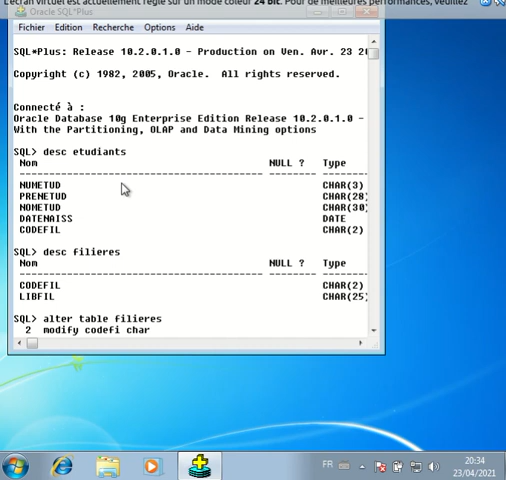 L'écran virtuel est actuellement réglé sur un mode couleur 24 bic. Pour de meilleures performances, veuillez
Oracle SQL*Plus
Fichier Edition Recherche Options Aide
SQL*Plus: Release 10.2.0.1.0 - Production on Ven. Avr. 23
Copyright (c) 1982, 2005, Oracle. All rights reserved.
Connecté à :
Oracle Database 10g Enterprise Edition Release 10.2.0.1.0 -
With the Partitioning, OLAP and Data Mining options
SQL> desc etudiants
Nom NULL ? Type
----------------------------------------- -------- --------
NUMETUD CHAR(3)
PRENETUD CHAR(28)
NOMETUD CHAR(30)
DATENAISS DATE
CODEFIL CHAR(2)
SQL> desc filieres
Nom NULL ? Type
----------------------------------------- -------- --------
CODEFIL CHAR(2)
LIBFIL CHAR(25)
SQL> alter table filieres
2 modify codefi char
FR
20:34
23/04/2021